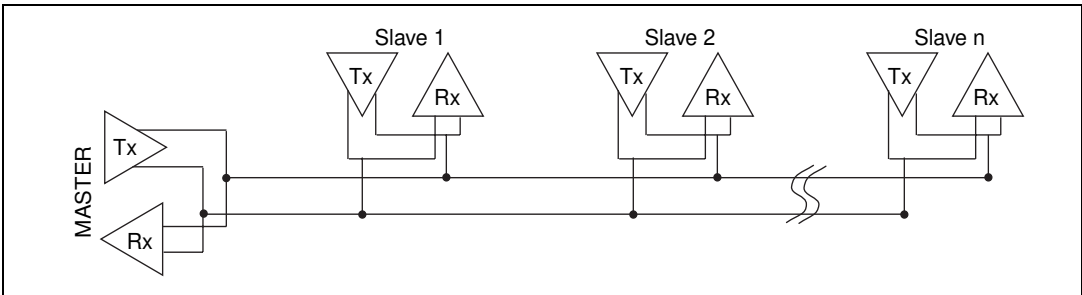 Slave 1
Slave 2
Slave n
Tx
Rx
Tx
Rx
Tx
Rx
MASTER
Tx
Rx